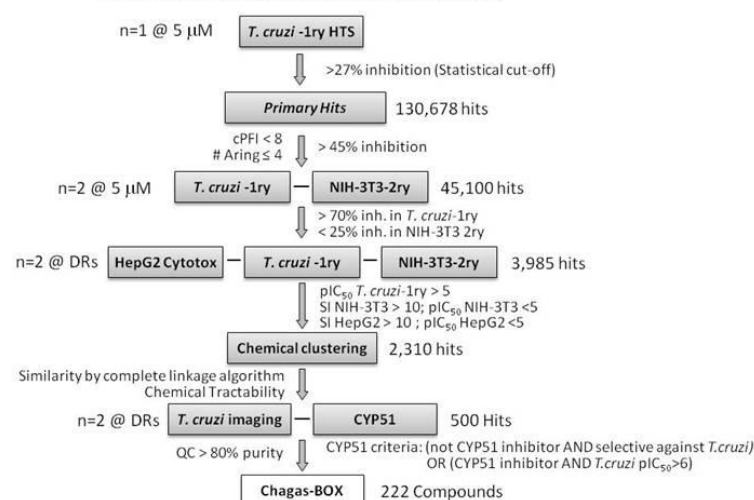 n=1 @ 5 µM T. cruzi -1ry HTS
>27% inhibition (Statistical cut-off)
Primary Hits 130,678 hits
cPFI < 8
# Aring ≤ 4
> 45% inhibition
n=2 @ 5 µM T. cruzi -1ry NIH-3T3-2ry 45,100 hits
> 70% inh. in T. cruzi-1ry
< 25% inh. in NIH-3T3 2ry
n=2 @ DRs HepG2 Cytotox T. cruzi -1ry NIH-3T3-2ry 3,985 hits
pIC50 T. cruzi-1ry > 5
SI NIH-3T3 > 10; pIC50 NIH-3T3 <5
SI HepG2 > 10 ; pIC50 HepG2 <5
Chemical clustering 2,310 hits
Similarity by complete linkage algorithm
Chemical Tractability
n=2 @ DRs T. cruzi imaging CYP51 500 Hits
QC > 80% purity
CYP51 criteria: (not CYP51 inhibitor AND selective against T.cruzi)
OR (CYP51 inhibitor AND T.cruzi pIC50>6)
Chagas-BOX 222 Compounds